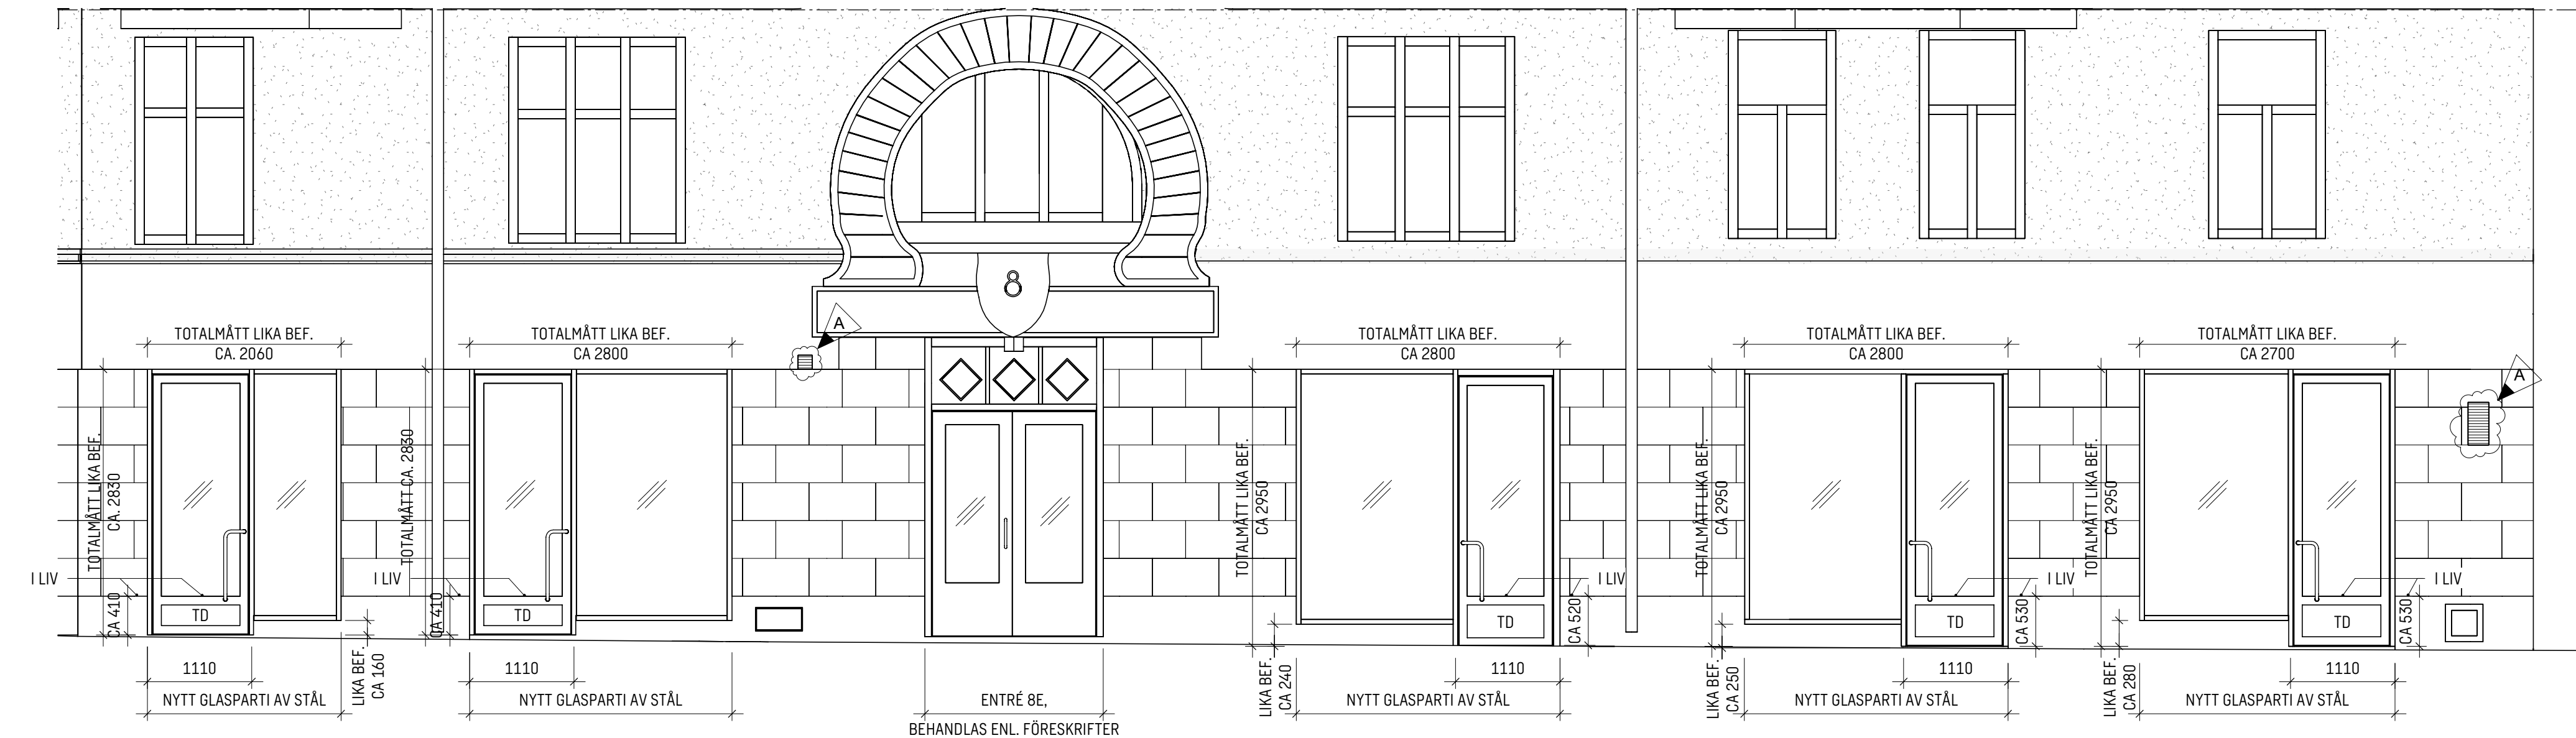 8
A
TOTALMÅTT LIKA BEF.
CA. 2060
TOTALMÅTT LIKA BEF.
CA 2800
TOTALMÅTT LIKA BEF.
CA 2800
TOTALMÅTT LIKA BEF.
CA 2800
TOTALMÅTT LIKA BEF.
CA 2700
A
TOTALMÅTT LIKA BEF.
CA. 2830
TOTALMÅTT CA. 2830
TOTALMÅTT LIKA BEF.
CA 2950
TOTALMÅTT LIKA BEF.
CA 2950
TOTALMÅTT LIKA BEF.
CA 2950
I LIV
I LIV
I LIV
I LIV
I LIV
CA 410
TD
CA 410
TD
TD
CA 520
TD
CA 530
TD
CA 530
1110
LIKA BEF.
CA 160
1110
LIKA BEF.
CA 240
1110
LIKA BEF.
CA 250
1110
LIKA BEF.
CA 280
1110
NYTT GLASPARTI AV STÅL
NYTT GLASPARTI AV STÅL
ENTRÉ 8E,
BEHANDLAS ENL. FÖRESKRIFTER
NYTT GLASPARTI AV STÅL
NYTT GLASPARTI AV STÅL
NYTT GLASPARTI AV STÅL